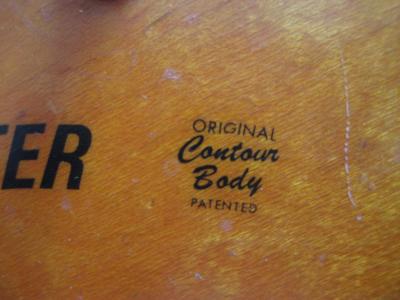 TER
ORIGINAL
Contour
Body
PATENTED